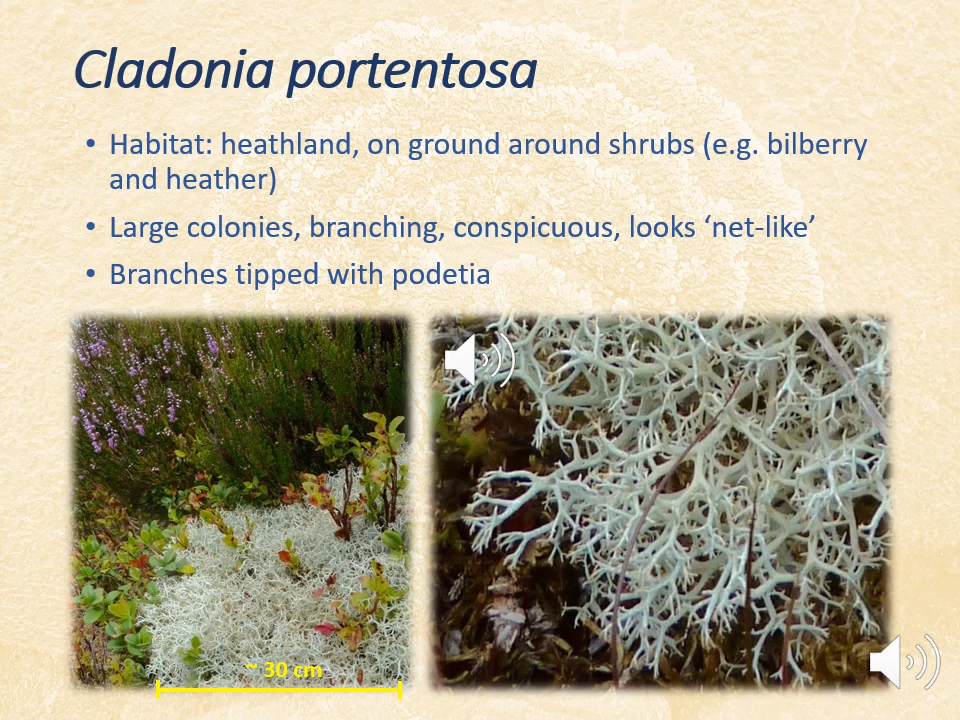 Cladonia portentosa
• Habitat: heathland, on ground around shrubs (e.g. bilberry
and heather)
• Large colonies, branching, conspicuous, looks ‘net-like’
• Branches tipped with podetia
~ 30 cm